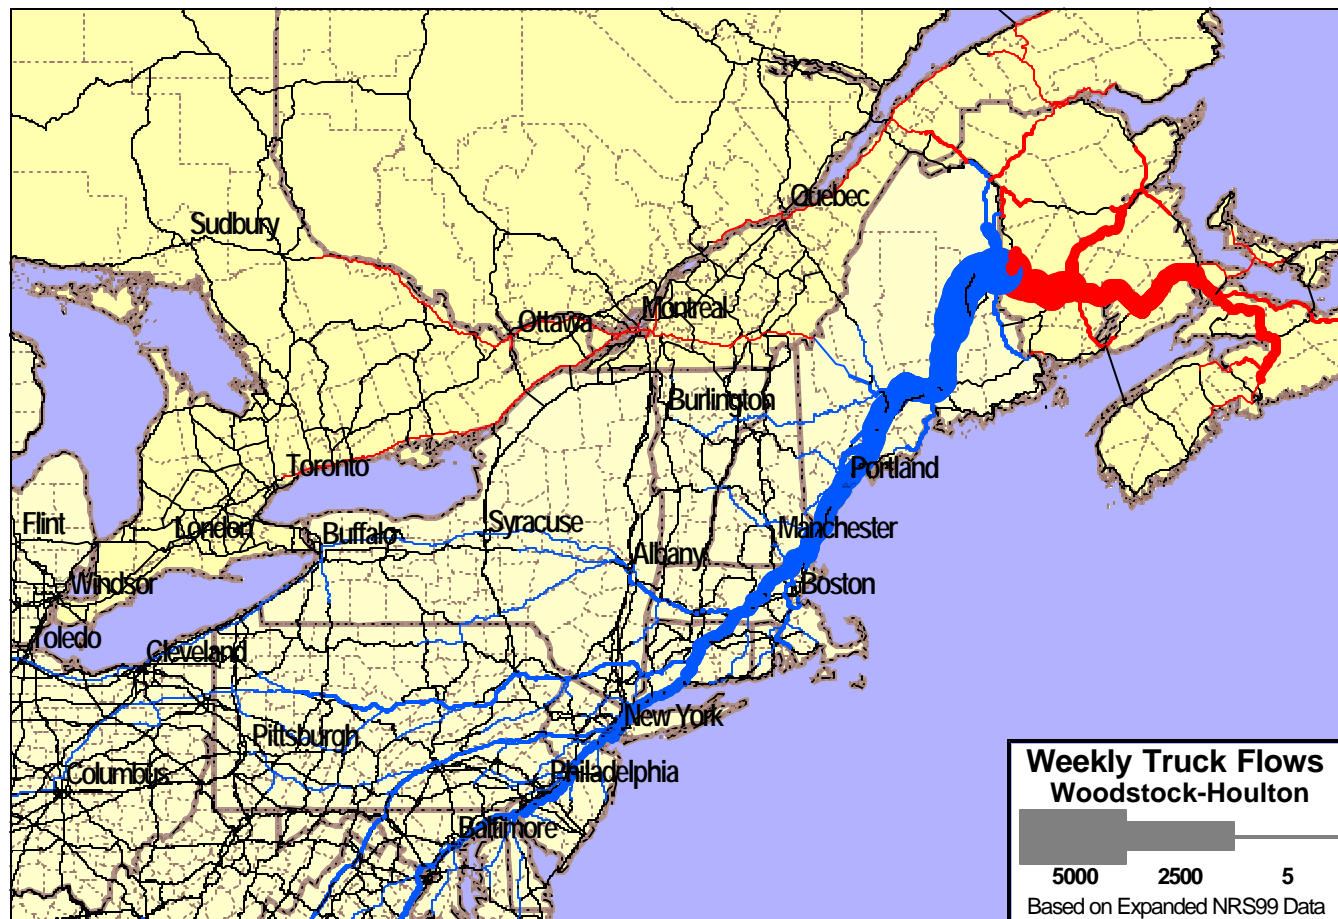 Quebec
Sudbury
Montreal
Ottawa
Burlington
Toronto
Portland
Flint
London
Buffalo
Syracuse
Manchester
Albany
Windsor
Boston
Toledo
Cleveland
New York
Pittsburgh
Columbus
Philadelphia
Baltimore
Weekly Truck Flows
Woodstock-Houlton
5000 2500 5
Based on Expanded NRS99 Data